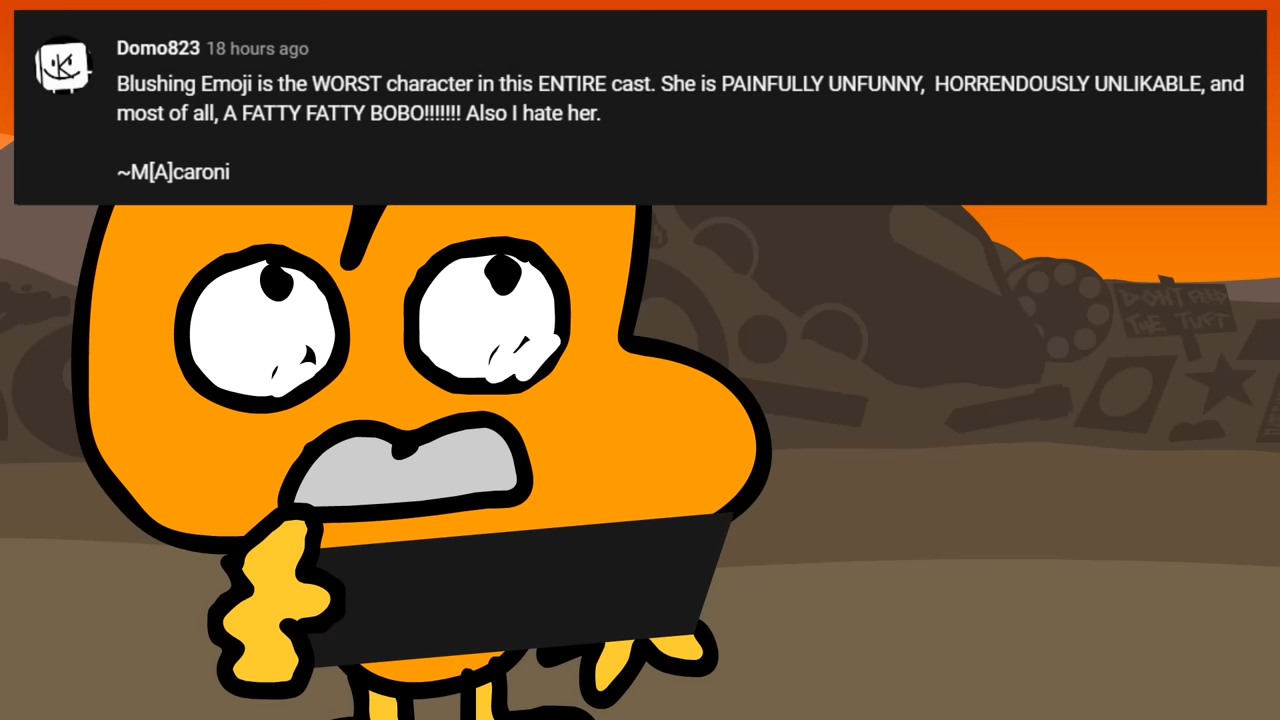 Domo823 18 hours ago
Blushing Emoji is the WORST character in this ENTIRE cast. She is PAINFULLY UNFUNNY, HORRENDOUSLY UNLIKABLE, and
most of all, A FATTY FATTY BOBO!!!!!!! Also I hate her.
~M[A]caroni
DON'T FEED
THE TUFT